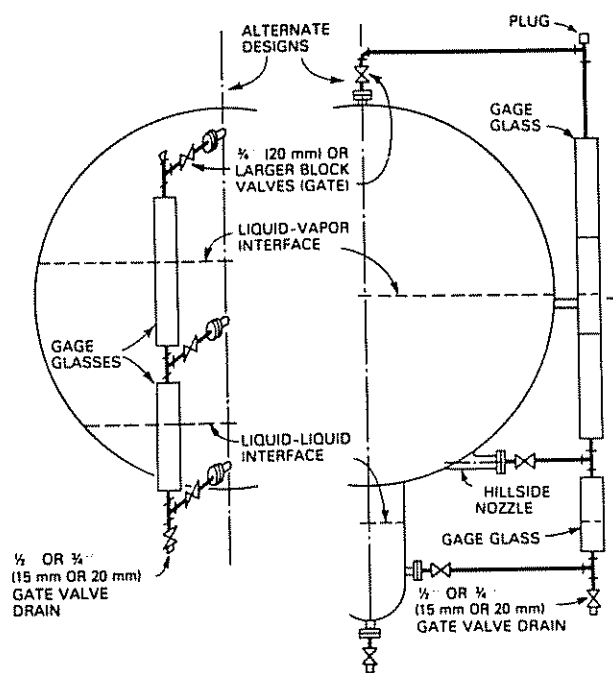 ALTERNATE
DESIGNS
PLUG
GAGE
GLASS
¾" (20 mm) OR
LARGER BLOCK
VALVES (GATE)
LIQUID-VAPOR
INTERFACE
GAGE
GLASSES
LIQUID-LIQUID
INTERFACE
HILLSIDE
NOZZLE
GAGE GLASS
½" OR ¾"
(15 mm OR 20 mm)
GATE VALVE
DRAIN
½" OR ¾"
(15 mm OR 20 mm)
GATE VALVE DRAIN